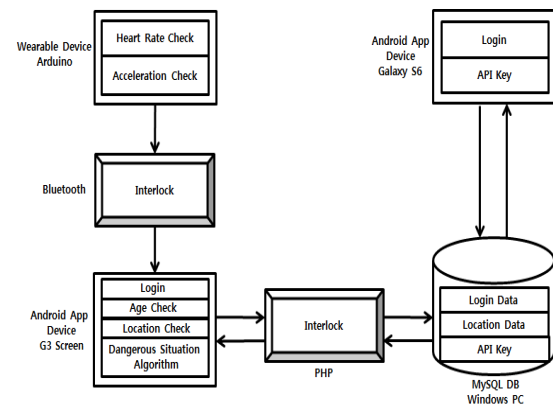 Wearable Device
Arduino
Heart Rate Check
Acceleration Check
Android App
Device
Galaxy S6
Login
API Key
Bluetooth
Interlock
Android App
Device
G3 Screen
Login
Age Check
Location Check
Dangerous Situation
Algorithm
Interlock
PHP
Login Data
Location Data
API Key
MySQL DB
Windows PC